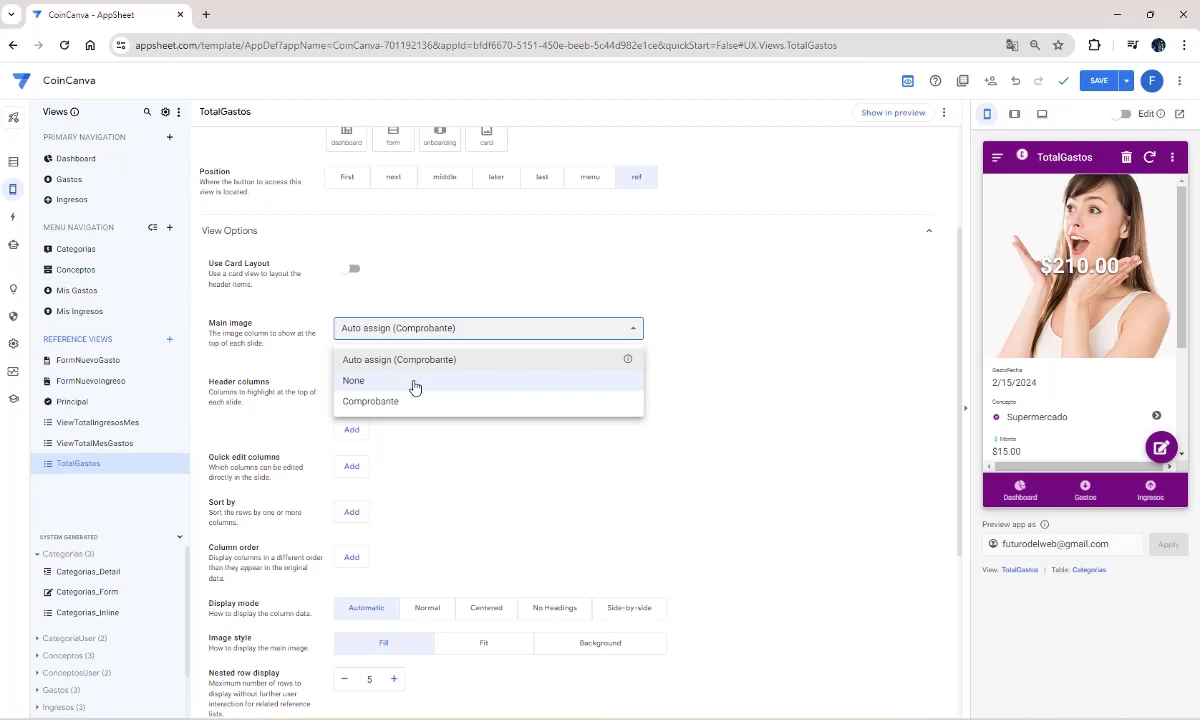 CoinCanva - AppSheet
appsheet.com/template/AppDef?appName=CoinCanva-701192136&appId=bfdf6670-5151-450e-beeb-5c44d982e1ce&quickStart=False#UX.Views.TotalGastos
CoinCanva
SAVE
F
Views
PRIMARY NAVIGATION
Dashboard
Gastos
Ingresos
MENU NAVIGATION
Categorias
Conceptos
Mis Gastos
Mis Ingresos
REFERENCE VIEWS
FormNuevoGasto
FormNuevoIngreso
Principal
ViewTotalIngresosMes
ViewTotalMesGastos
TotalGastos
SYSTEM GENERATED
Categorias (3)
Categorias_Detail
Categorias_Form
Categorias_Inline
CategoriaUser (2)
Conceptos (3)
ConceptosUser (2)
Gastos (3)
Ingresos (3)
TotalGastos
Show in preview
dashboard
form
onboarding
card
Position
Where the button to access this
view is located.
first
next
middle
later
last
menu
ref
View Options
Use Card Layout
Use a card view to layout the
header items.
Main image
The image column to show at the
top of each slide.
Auto assign (Comprobante)
Auto assign (Comprobante)
None
Comprobante
Header columns
Columns to highlight at the top of
each slide.
Add
Quick edit columns
Which columns can be edited
directly in the slide.
Add
Sort by
Sort the rows by one or more
columns.
Add
Column order
Display columns in a different order
than they appear in the original
data.
Add
Display mode
How to display the column data.
Automatic
Normal
Centered
No Headings
Side-by-side
Image style
How to display the main image.
Fill
Fit
Background
Nested row display
Maximum number of rows to
display without further user
interaction for related reference
lists.
5
Edit
TotalGastos
$210.00
GastoFecha
2/15/2024
Concepto
Supermercado
Monto
$15.00
Dashboard
Gastos
Ingresos
Preview app as
futurodelweb@gmail.com
Apply
View: TotalGastos | Table: Categorias